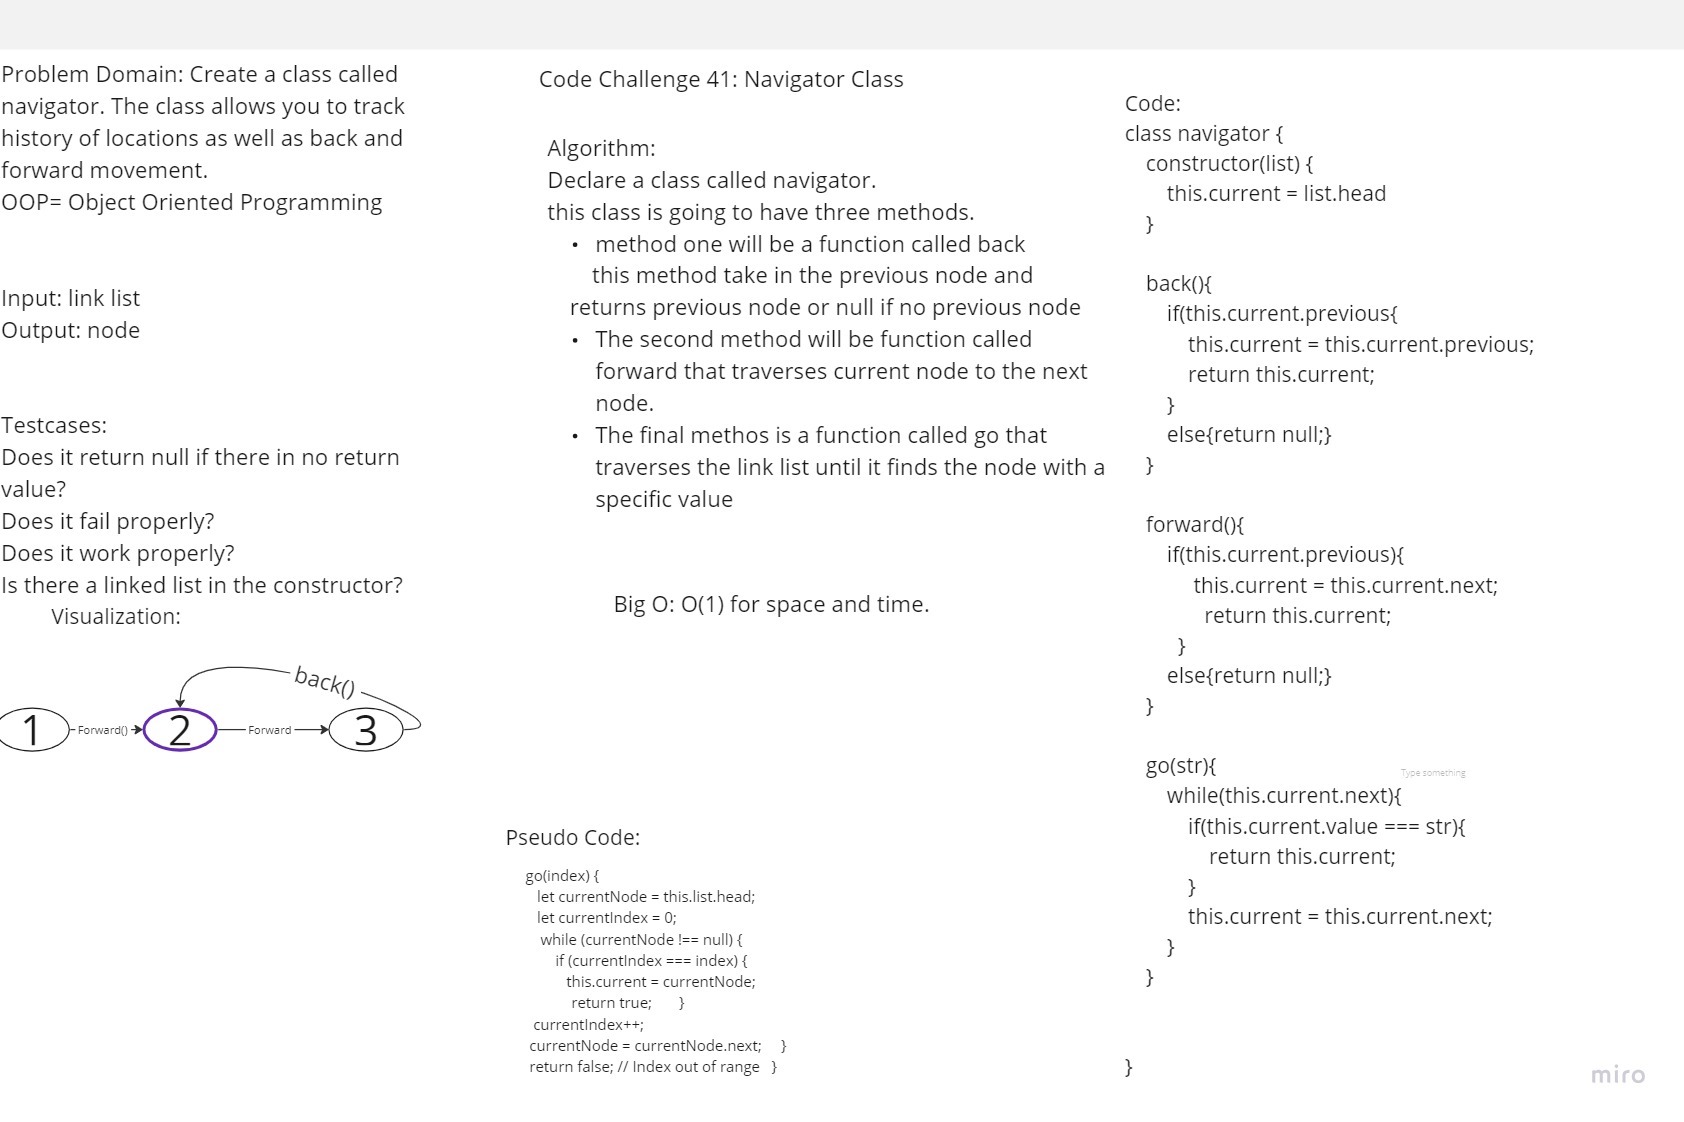 Problem Domain: Create a class called
navigator. The class allows you to track
history of locations as well as back and
forward movement.
OOP= Object Oriented Programming
Input: link list
Output: node
Testcases:
Does it return null if there in no return
value?
Does it fail properly?
Does it work properly?
Is there a linked list in the constructor?
Visualization:
back()
1
Forward()
2
Forward
3
Code Challenge 41: Navigator Class
Algorithm:
Declare a class called navigator.
this class is going to have three methods.
• method one will be a function called back
this method take in the previous node and
returns previous node or null if no previous node
• The second method will be function called
forward that traverses current node to the next
node.
• The final methos is a function called go that
traverses the link list until it finds the node with a
specific value
Big O: O(1) for space and time.
Pseudo Code:
go(index) {
let currentNode = this.list.head;
let currentIndex = 0;
while (currentNode !== null) {
if (currentIndex === index) {
this.current = currentNode;
return true; }
currentIndex++;
currentNode = currentNode.next; }
return false; // Index out of range }
Code:
class navigator {
constructor(list) {
this.current = list.head
}
back(){
if(this.current.previous{
this.current = this.current.previous;
return this.current;
}
else{return null;}
}
forward(){
if(this.current.previous){
this.current = this.current.next;
return this.current;
}
else{return null;}
}
go(str){
Type something
while(this.current.next){
if(this.current.value === str){
return this.current;
}
this.current = this.current.next;
}
}
}
miro